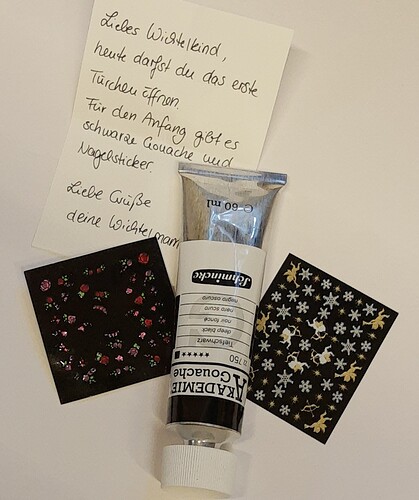 Liebes Wichtelkind,
heute darfst du das erste
Türchen öffnen.
Für den Anfang gibt es
schwarze Gouache und
Nagelsticker.
Liebe Grüße
deine Wichtelmam
60 ml
Schmincke
negro oscuro
nero scuro
noir foncé
deep black
Tiefschwarz
750
AKADEMIE
Gouache